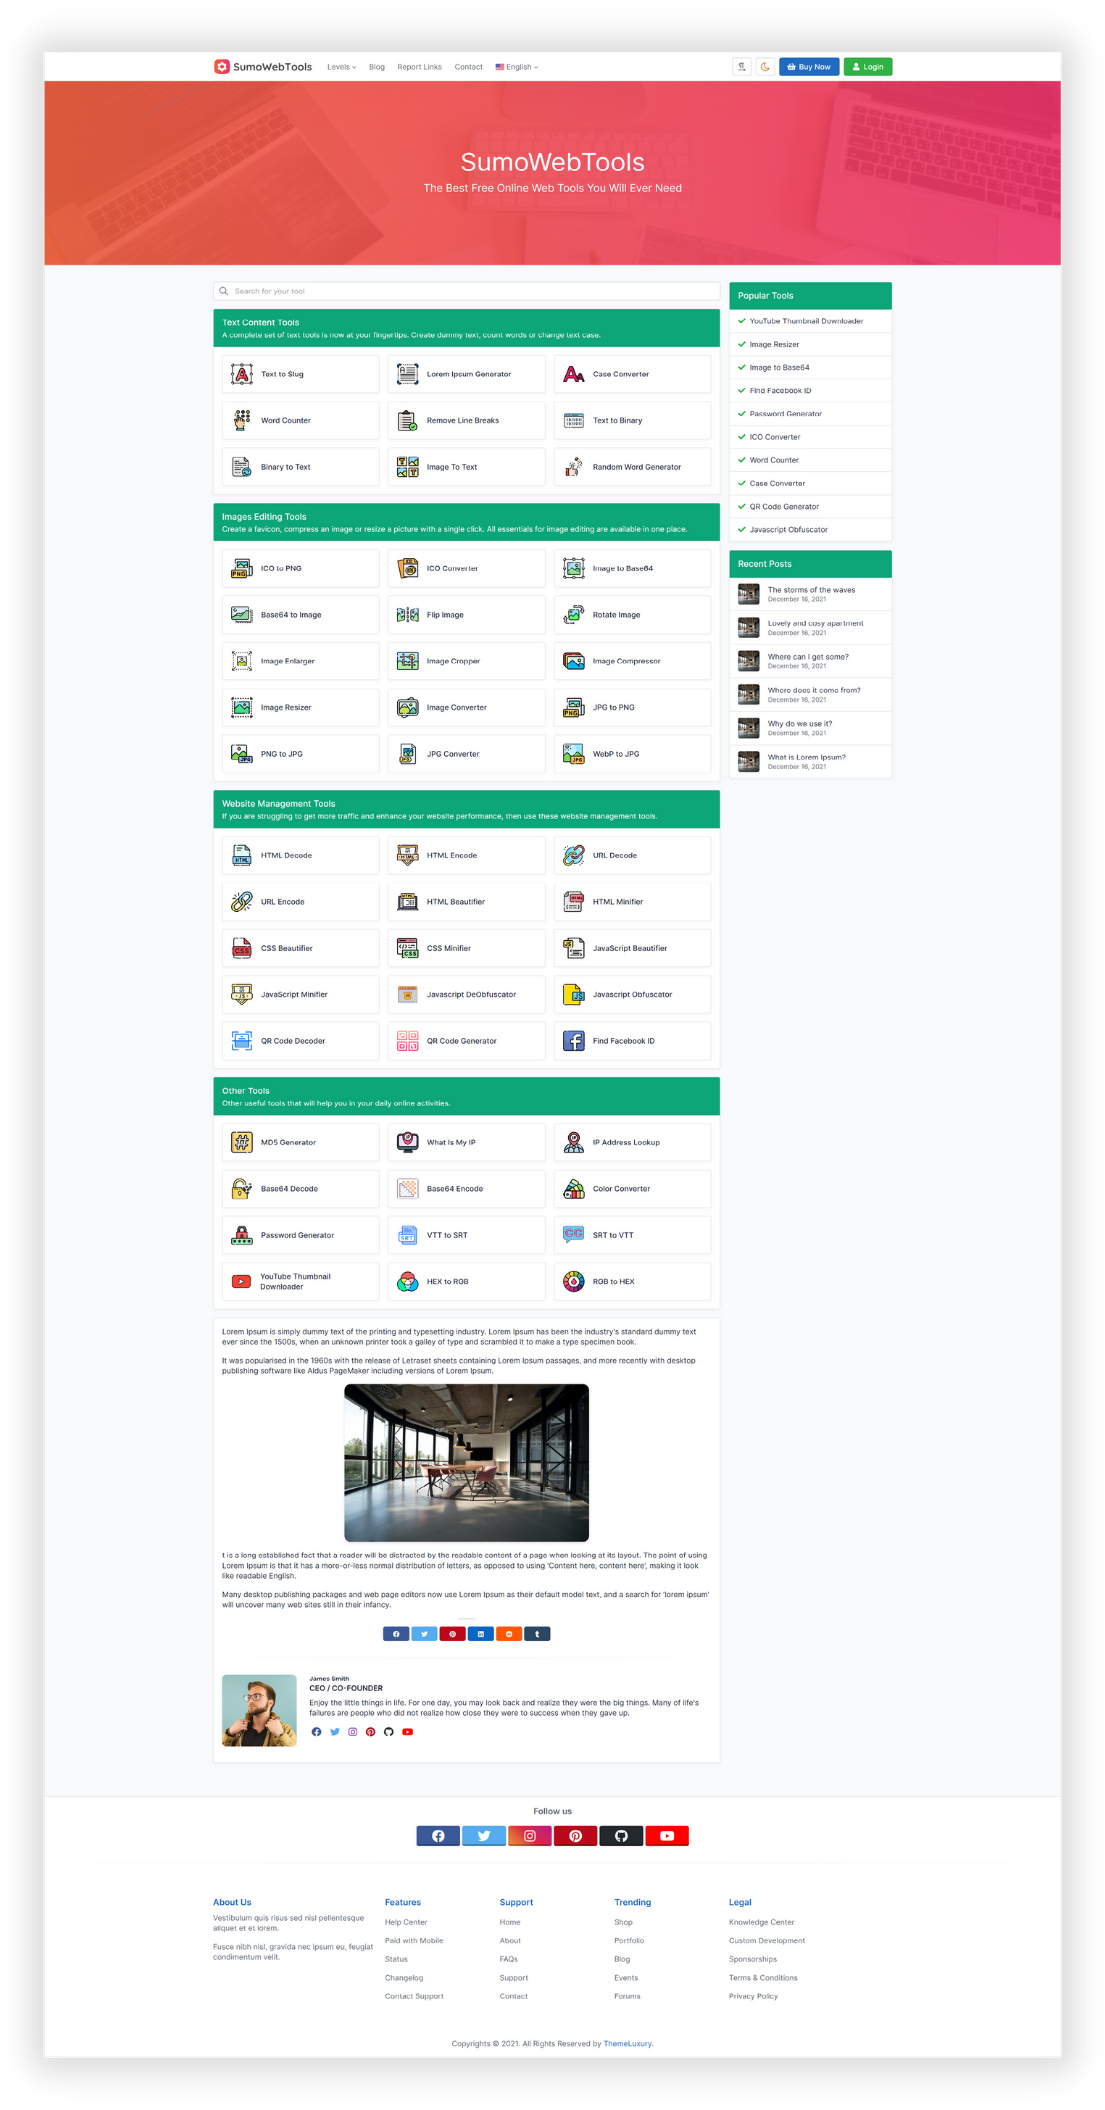 SumoWebTools
Levels
Blog
Report Links
Contact
English
Buy Now
Login
SumoWebTools
The Best Free Online Web Tools You Will Ever Need
Search for your tool
Text Content Tools
A complete set of text tools is now at your fingertips. Create dummy text, count words or change text case.
Text to Slug
Lorem Ipsum Generator
Case Converter
Word Counter
Remove Line Breaks
Text to Binary
Binary to Text
Image To Text
Random Word Generator
Images Editing Tools
Create a favicon, compress an image or resize a picture with a single click. All essentials for image editing are available in one place.
ICO to PNG
ICO Converter
Image to Base64
Base64 to Image
Flip Image
Rotate Image
Image Enlarger
Image Cropper
Image Compressor
Image Resizer
Image Converter
JPG to PNG
PNG to JPG
JPG Converter
WebP to JPG
Website Management Tools
If you are struggling to get more traffic and enhance your website performance, then use these website management tools.
HTML Decode
HTML Encode
URL Decode
URL Encode
HTML Beautifier
HTML Minifier
CSS Beautifier
CSS Minifier
JavaScript Beautifier
JavaScript Minifier
Javascript DeObfuscator
Javascript Obfuscator
QR Code Decoder
QR Code Generator
Find Facebook ID
Other Tools
Other useful tools that will help you in your daily online activities.
MD5 Generator
What Is My IP
IP Address Lookup
Base64 Decode
Base64 Encode
Color Converter
Password Generator
VTT to SRT
SRT to VTT
YouTube Thumbnail
Downloader
HEX to RGB
RGB to HEX
Popular Tools
YouTube Thumbnail Downloader
Image Resizer
Image to Base64
Find Facebook ID
Password Generator
ICO Converter
Word Counter
Case Converter
QR Code Generator
Javascript Obfuscator
Recent Posts
The storms of the waves
December 16, 2021
Lovely and cosy apartment
December 16, 2021
Where can I get some?
December 16, 2021
Where does it come from?
December 16, 2021
Why do we use it?
December 16, 2021
What is Lorem Ipsum?
December 16, 2021
Lorem Ipsum is simply dummy text of the printing and typesetting industry. Lorem Ipsum has been the industry's standard dummy text
ever since the 1500s, when an unknown printer took a galley of type and scrambled it to make a type specimen book.
It was popularised in the 1960s with the release of Letraset sheets containing Lorem Ipsum passages, and more recently with desktop
publishing software like Aldus PageMaker including versions of Lorem Ipsum.
t is a long established fact that a reader will be distracted by the readable content of a page when looking at its layout. The point of using
Lorem Ipsum is that it has a more-or-less normal distribution of letters, as opposed to using 'Content here, content here', making it look
like readable English.
Many desktop publishing packages and web page editors now use Lorem Ipsum as their default model text, and a search for 'lorem ipsum'
will uncover many web sites still in their infancy.
James Smith
CEO / CO-FOUNDER
Enjoy the little things in life. For one day, you may look back and realize they were the big things. Many of life's
failures are people who did not realize how close they were to success when they gave up.
Follow us
About Us
Vestibulum quis risus sed nisl pellentesque
aliquet et et lorem.
Fusce nibh nisl, gravida nec ipsum eu, feugiat
condimentum velit.
Features
Help Center
Paid with Mobile
Status
Changelog
Contact Support
Support
Home
About
FAQs
Support
Contact
Trending
Shop
Portfolio
Blog
Events
Forums
Legal
Knowledge Center
Custom Development
Sponsorships
Terms & Conditions
Privacy Policy
Copyrights © 2021. All Rights Reserved by ThemeLuxury.